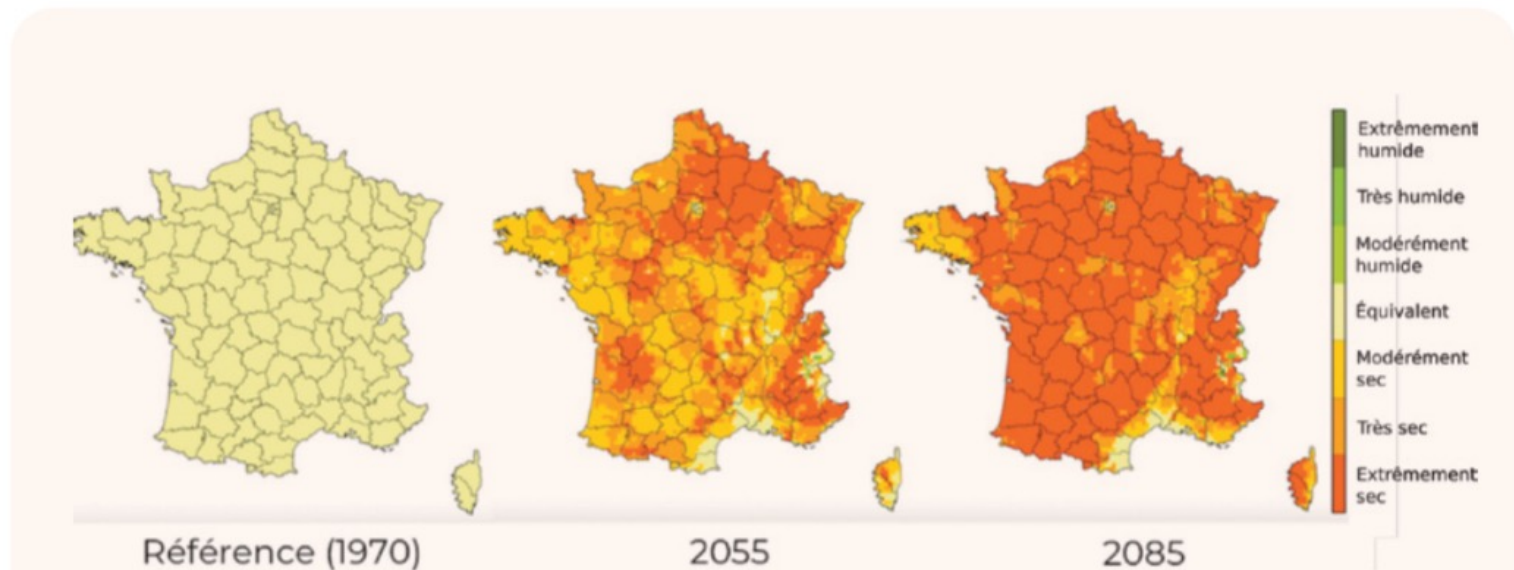 Extrêmement
humide
Très humide
Modérément
humide
Équivalent
Modérément
sec
Très sec
Extrêmement
sec
Référence (1970)
2055
2085